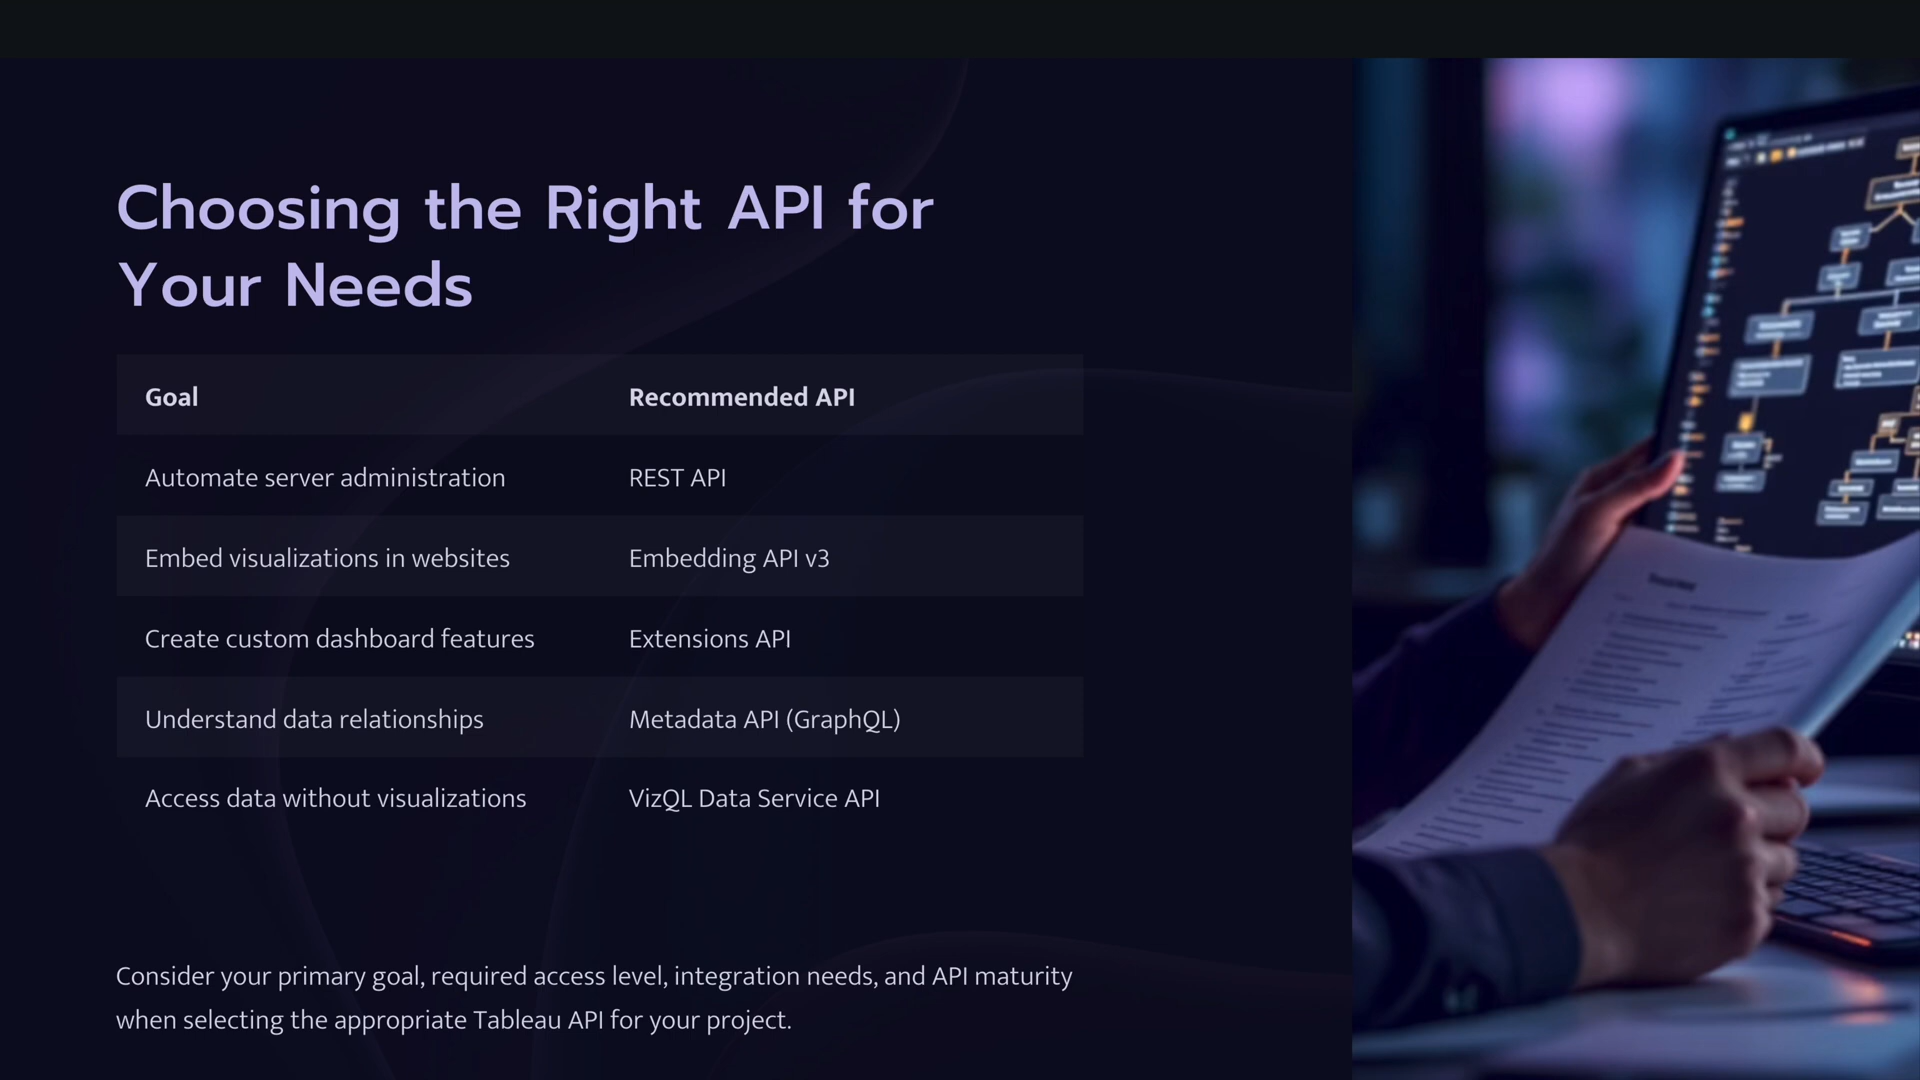 Choosing the Right API for
Your Needs
Goal Recommended API
Automate server administration REST API
Embed visualizations in websites Embedding API v3
Create custom dashboard features Extensions API
Understand data relationships Metadata API (GraphQL)
Access data without visualizations VizQL Data Service API
Consider your primary goal, required access level, integration needs, and API maturity
when selecting the appropriate Tableau API for your project.